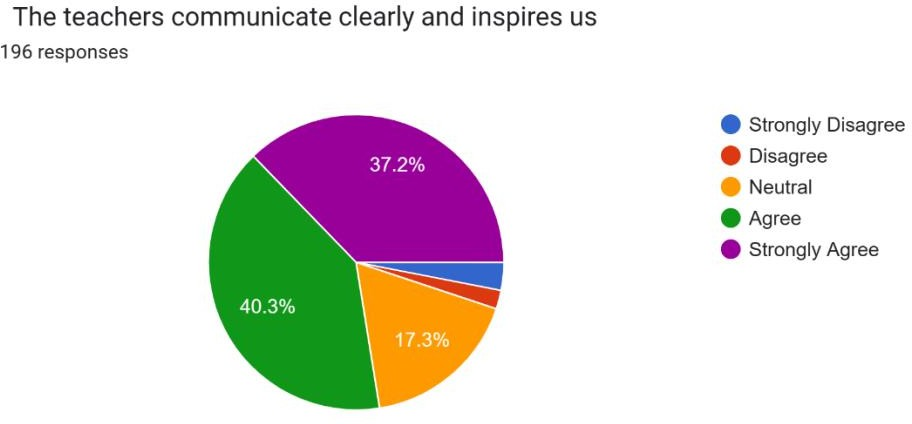 The teachers communicate clearly and inspires us
196 responses
37.2%
40.3%
17.3%
Strongly Disagree
Disagree
Neutral
Agree
Strongly Agree